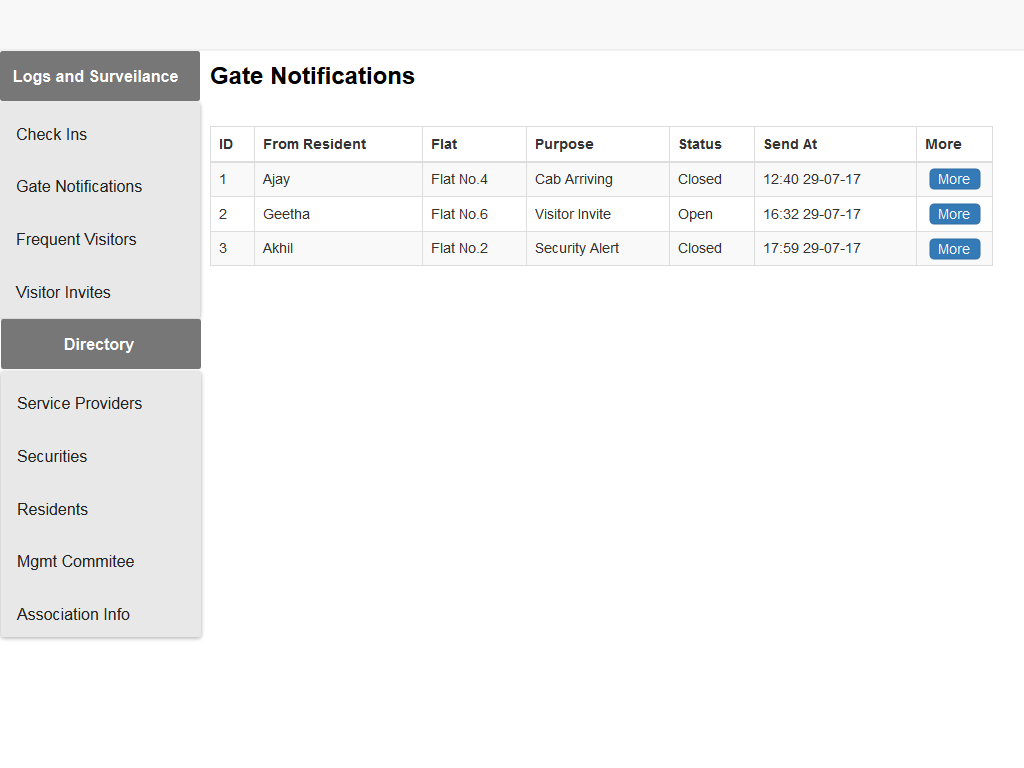 Logs and Surveilance
Check Ins
Gate Notifications
Frequent Visitors
Visitor Invites
Directory
Service Providers
Securities
Residents
Mgmt Commitee
Association Info
Gate Notifications
ID From Resident Flat Purpose Status Send At More
1 Ajay Flat No.4 Cab Arriving Closed 12:40 29-07-17 More
2 Geetha Flat No.6 Visitor Invite Open 16:32 29-07-17 More
3 Akhil Flat No.2 Security Alert Closed 17:59 29-07-17 More